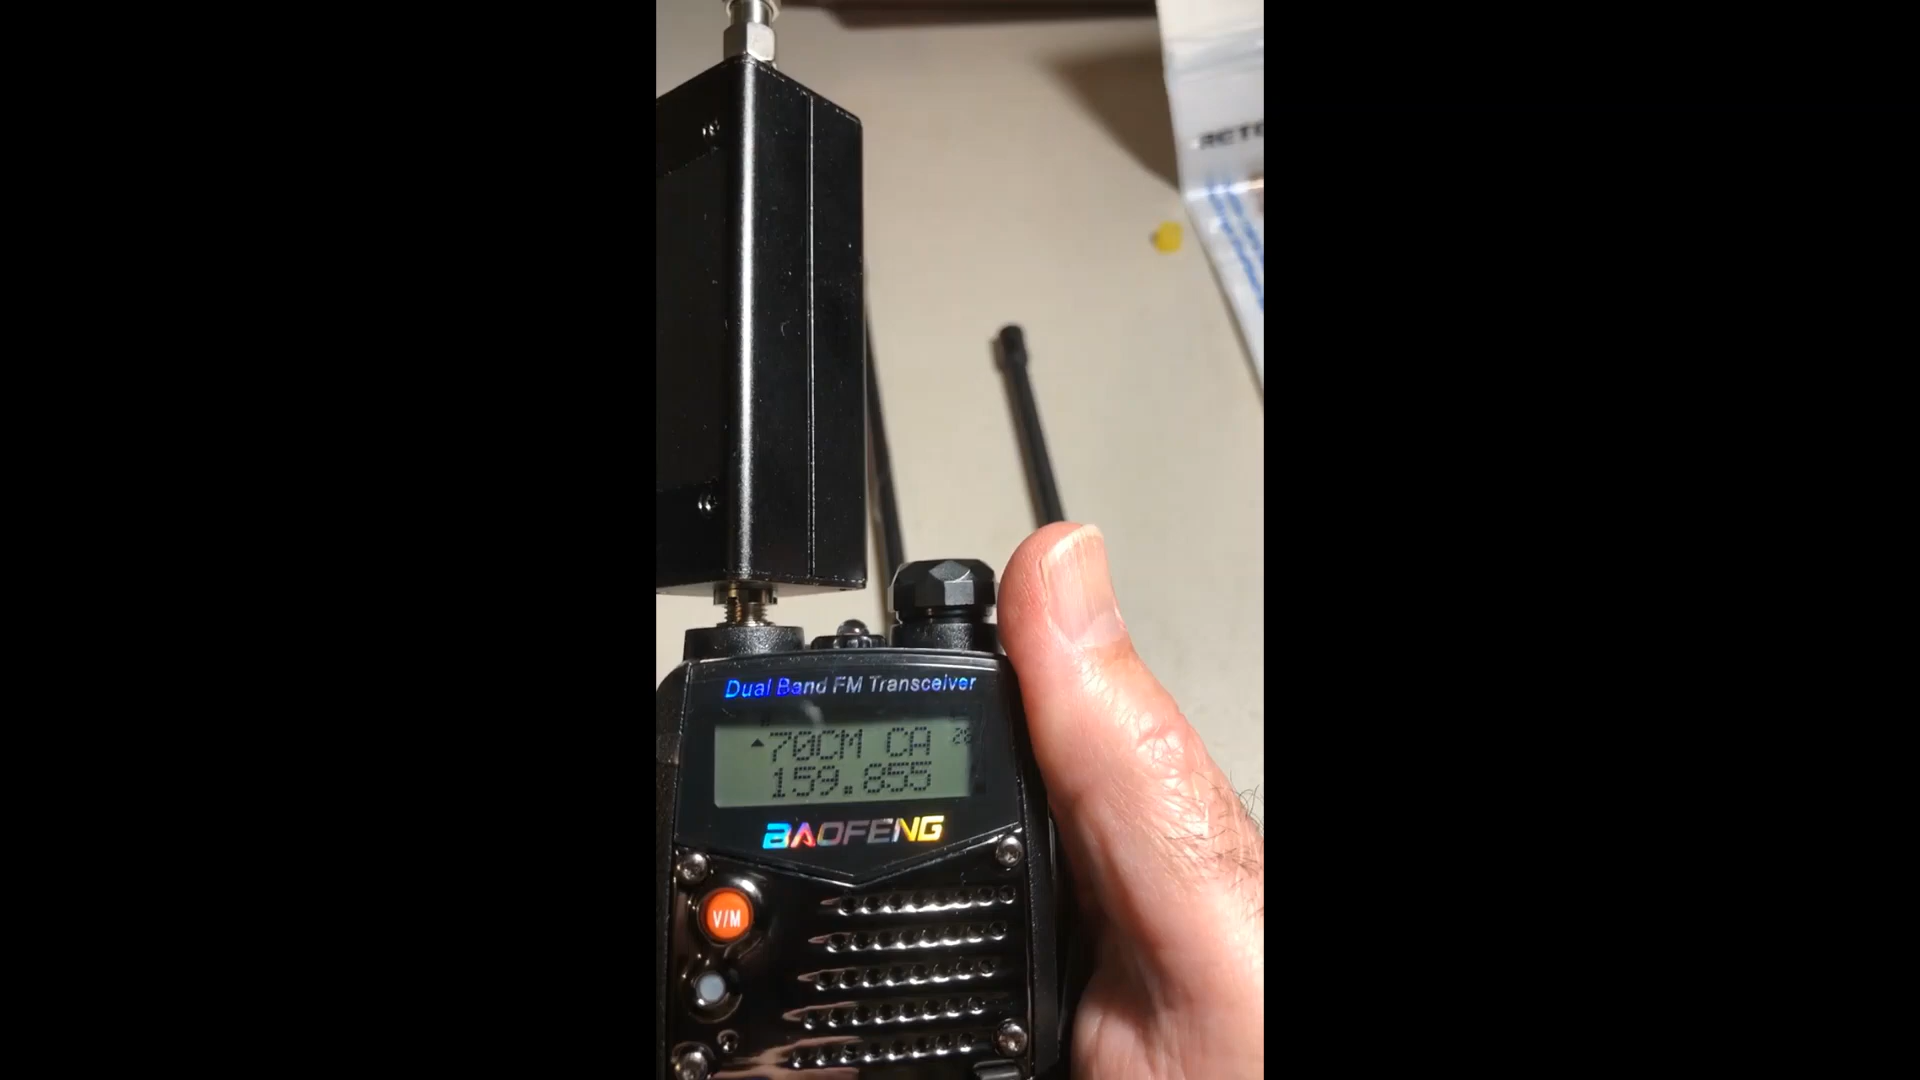 Dual Band FM Transceiver
70CM CA
159.855
BAOFENG
V/M